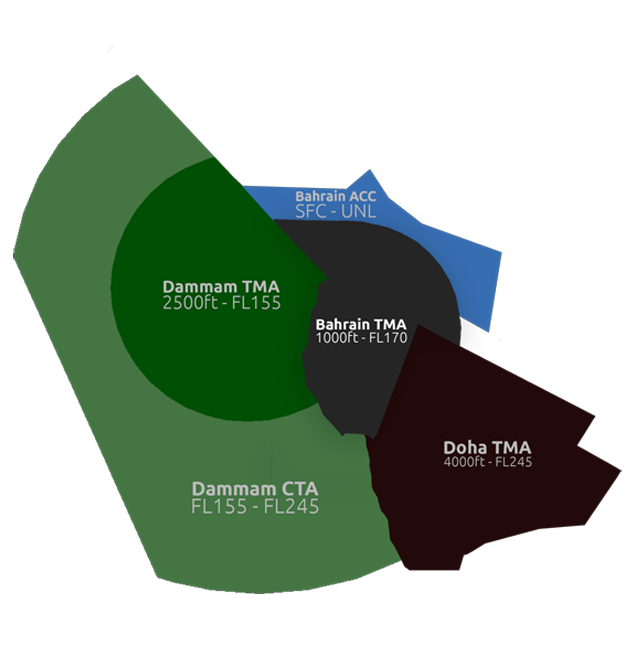 Bahrain ACC
SFC - UNL
Dammam TMA
2500ft - FL155
Bahrain TMA
1000ft - FL170
Doha TMA
4000ft - FL245
Dammam CTA
FL155 - FL245